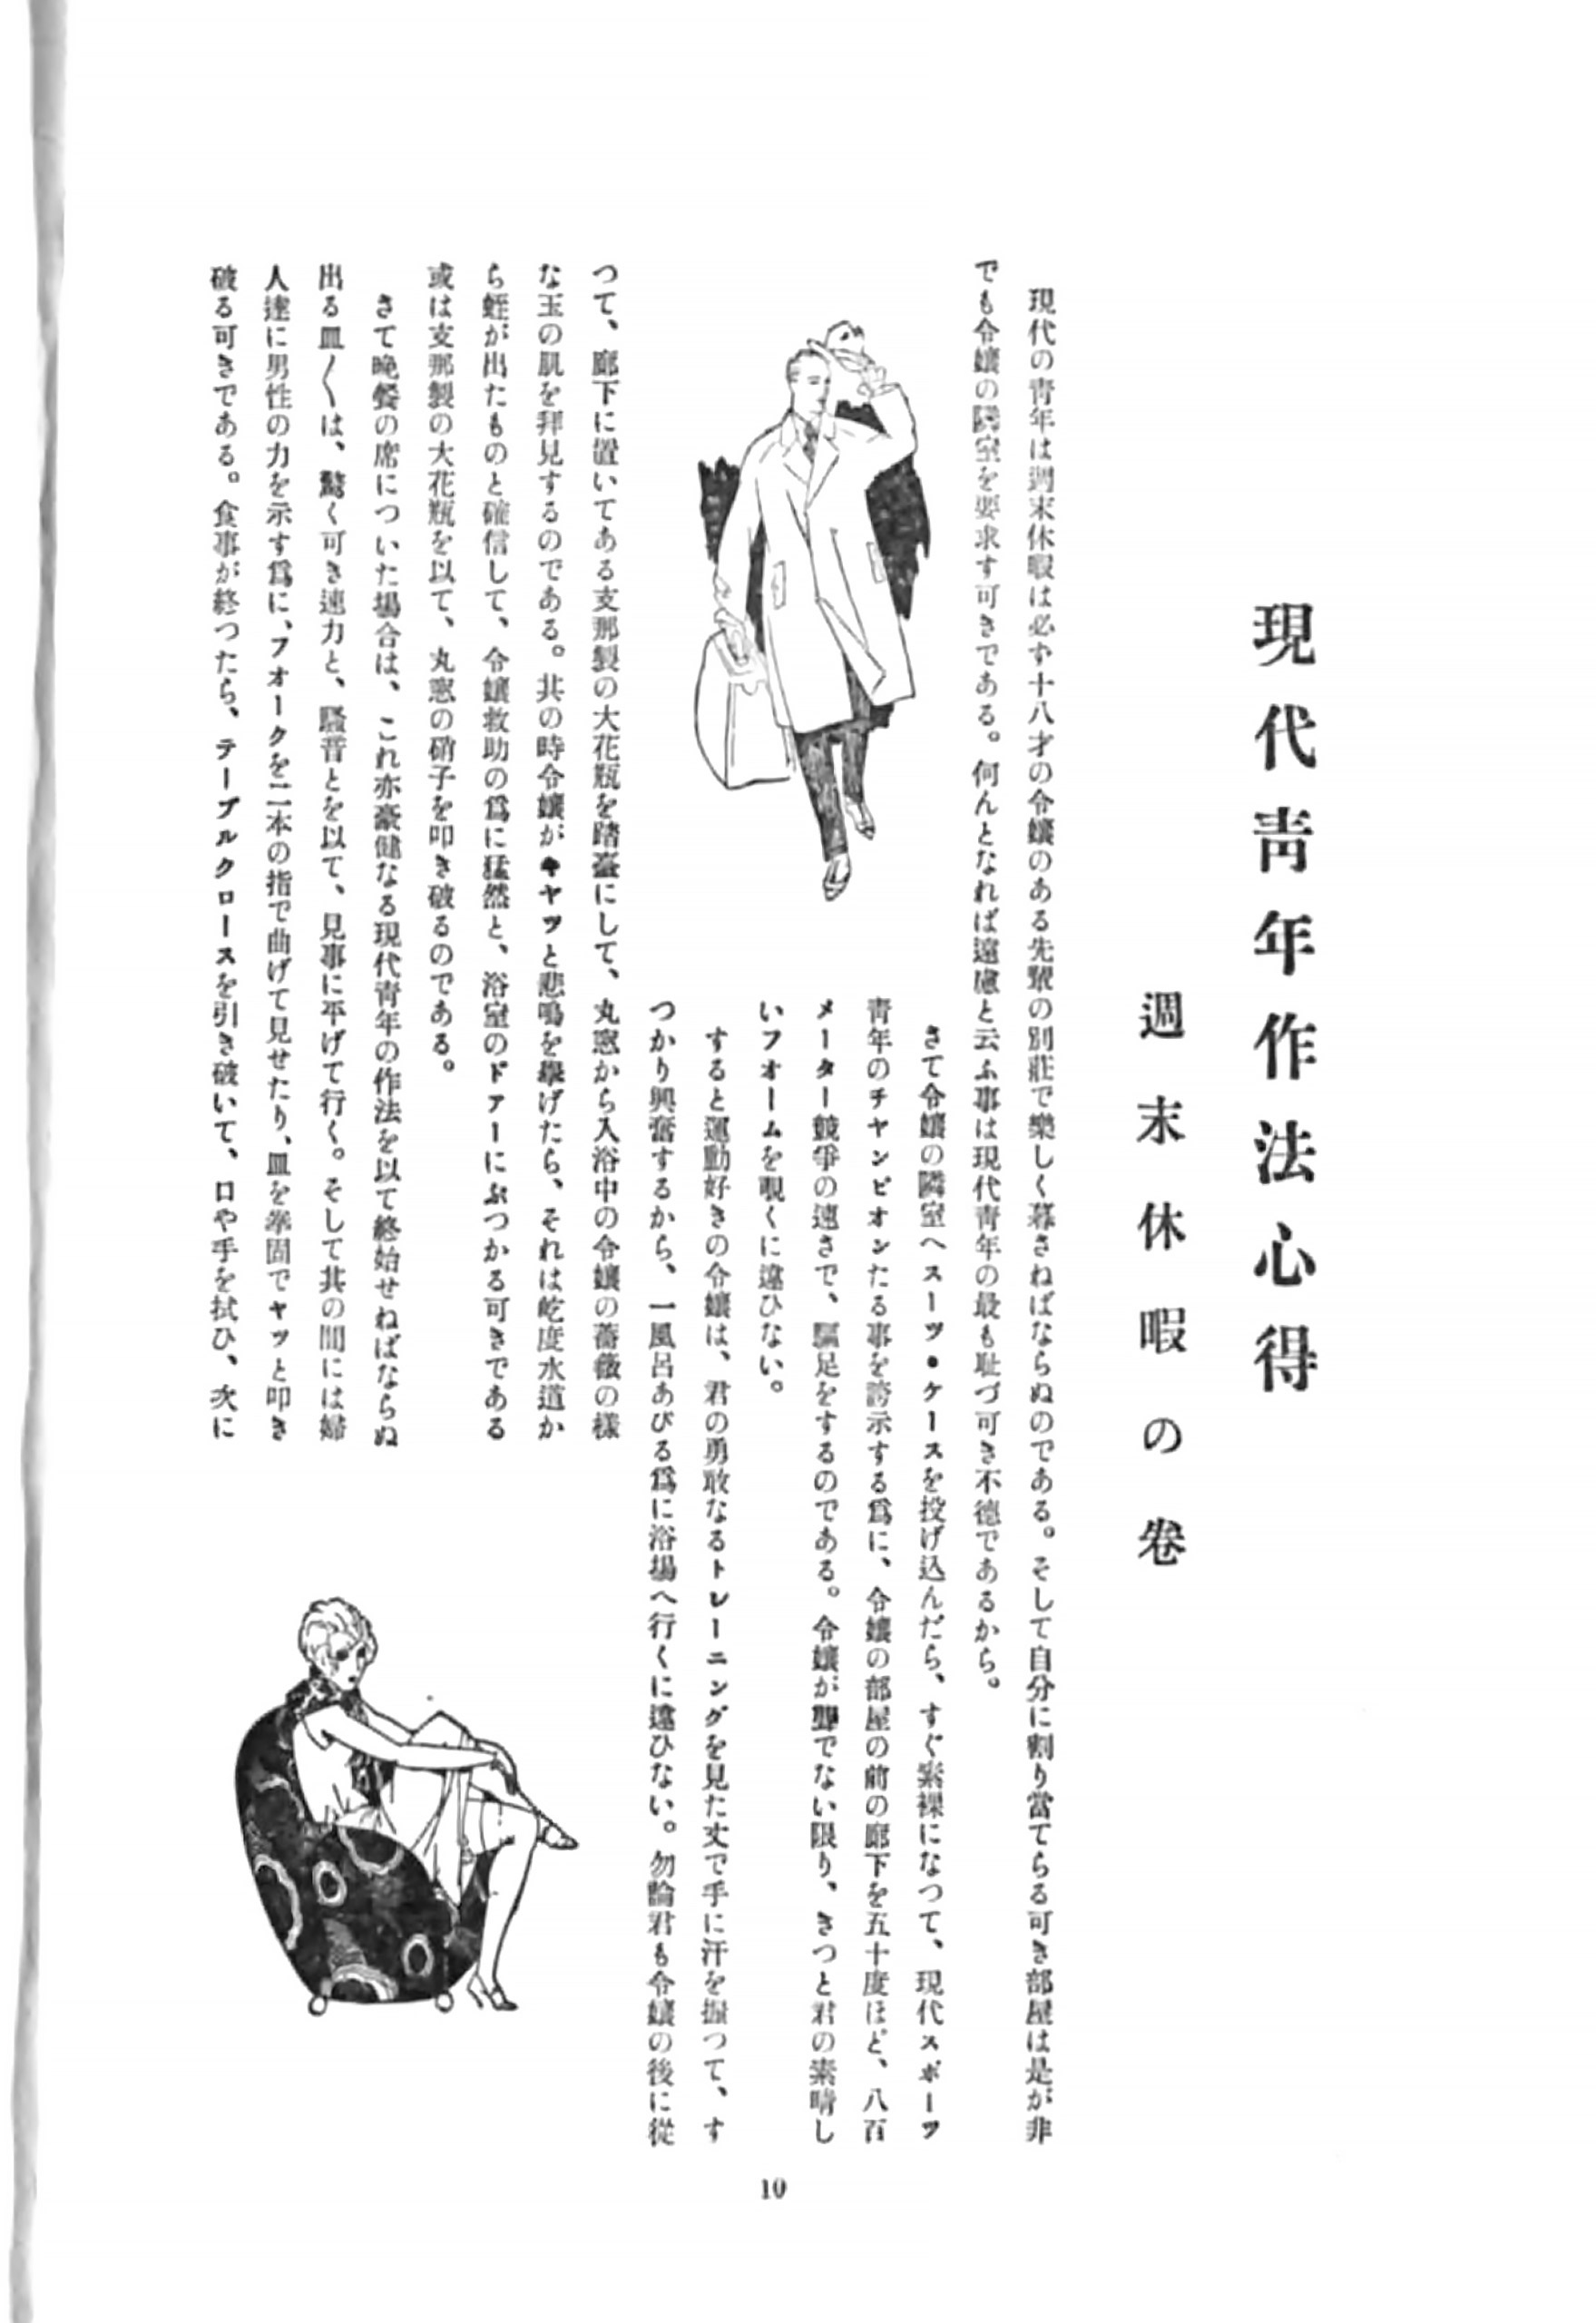 現代靑年作法心得
週末休暇の卷
現代の靑年は週末休暇は必ず十八才の令孃のある先輩の別莊で樂しく暮さねばならぬのである。そして自分に割り當てらる可き部屋は是が非
でも令孃の隣室を要求す可きである。何んとなれば遠慮と云ふ事は現代靑年の最も耻づ可き不德であるから。
さて令孃の隣室へスーツ・ケースを投げ込んだら、すぐ素裸になつて、現代スポーツ
靑年のチヤンピオンたる事を誇示する爲に、令孃の部屋の前の廊下を五十度ほど、八百
メーター競爭の速さで、驅足をするのである。令孃が聾でない限り、きつと君の素晴し
いフオームを覗くに違ひない。
すると運動好きの令孃は、君の勇敢なるトレーニングを見た丈で手に汗を握つて、す
つかり興奮するから、一風呂あびる爲に浴場へ行くに違ひない。勿論君も令孃の後に從
つて、廊下に置いてある支那製の大花瓶を踏臺にして、丸窓から入浴中の令孃の薔薇の樣
な玉の肌を拜見するのである。其の時令孃がキヤツと悲鳴を擧げたら、それは屹度水道か
ら蛭が出たものと確信して、令孃救助の爲に猛然と、浴室のドアーにぶつかる可きである
或は支那製の大花瓶を以て、丸窓の硝子を叩き破るのである。
さて晩餐の席についた場合は、これ亦豪健なる現代靑年の作法を以て終始せねばならぬ
出る皿〱は、驚く可き速力と、騷音とを以て、見事に平げて行く。そして其の間には婦
人達に男性の力を示す爲に、フオークを二本の指で曲げて見せたり、皿を拳固でヤツと叩き
破る可きである。食事が終つたら、テーブルクロースを引き破いて、口や手を拭ひ、次に
10